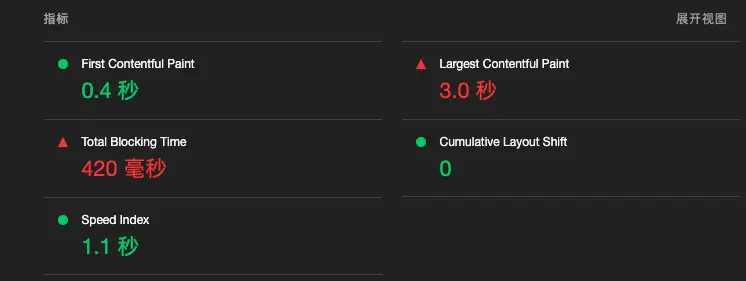 指标
展开视图
First Contentful Paint
0.4 秒
Largest Contentful Paint
3.0 秒
Total Blocking Time
420 毫秒
Cumulative Layout Shift
0
Speed Index
1.1 秒